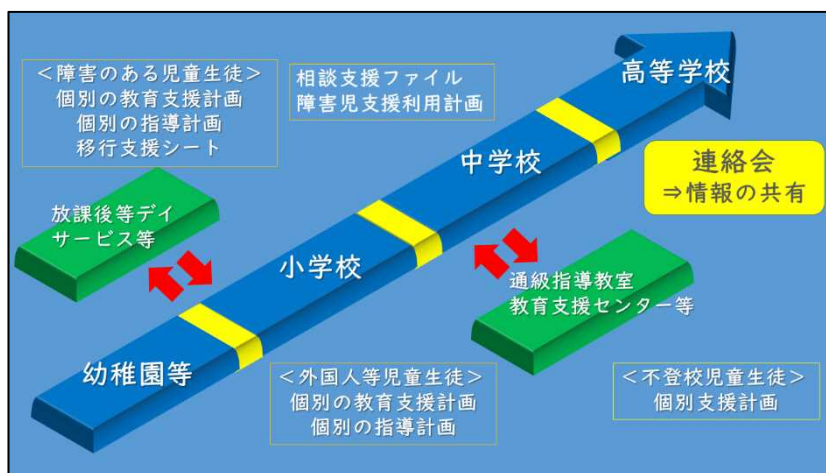 <障害のある児童生徒>
個別の教育支援計画
個別の指導計画
移行支援シート
相談支援ファイル
障害児支援利用計画
高等学校
中学校
連絡会
⇒情報の共有
放課後等デイ
サービス等
小学校
通級指導教室
教育支援センター等
幼稚園等
<外国人等児童生徒>
個別の教育支援計画
個別の指導計画
<不登校児童生徒>
個別支援計画